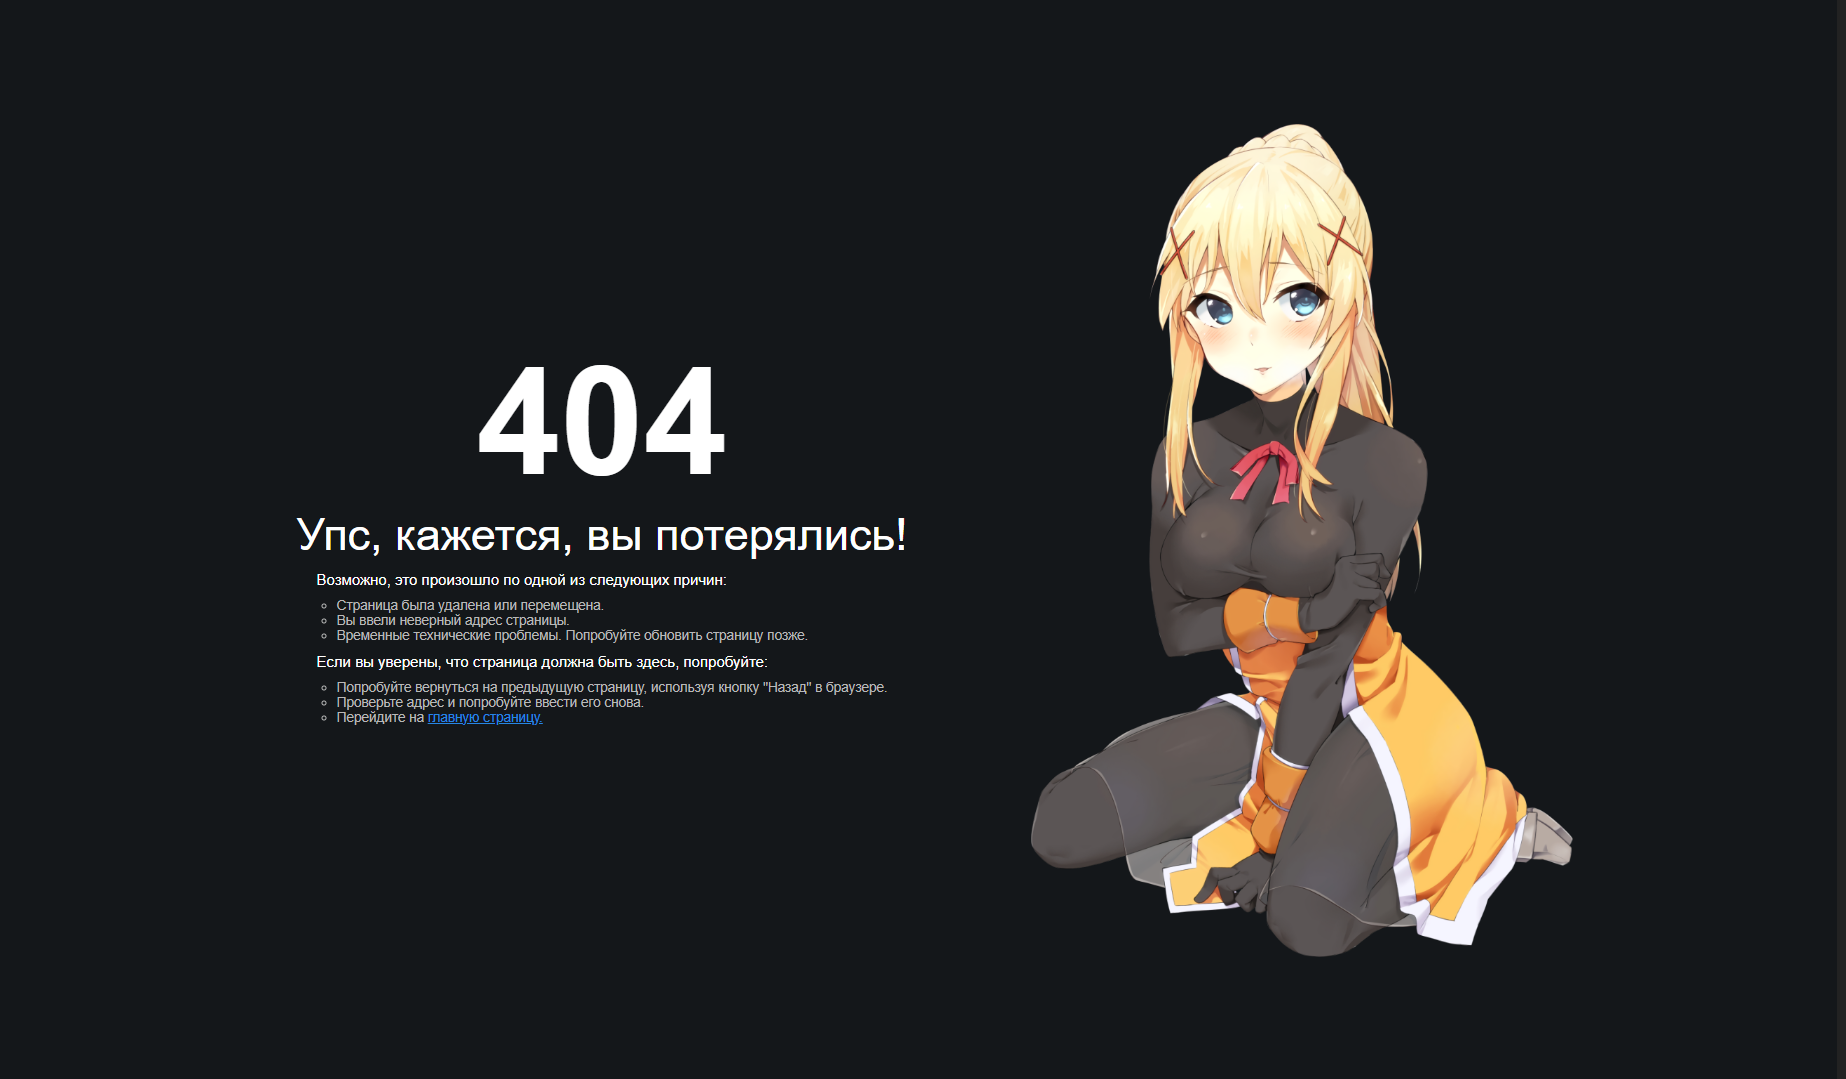 404
Упс, кажется, вы потерялись!
Возможно, это произошло по одной из следующих причин:
Страница была удалена или перемещена.
Вы ввели неверный адрес страницы.
Временные технические проблемы. Попробуйте обновить страницу позже.
Если вы уверены, что страница должна быть здесь, попробуйте:
Попробуйте вернуться на предыдущую страницу, используя кнопку "Назад" в браузере.
Проверьте адрес и попробуйте ввести его снова.
Перейдите на главную страницу.